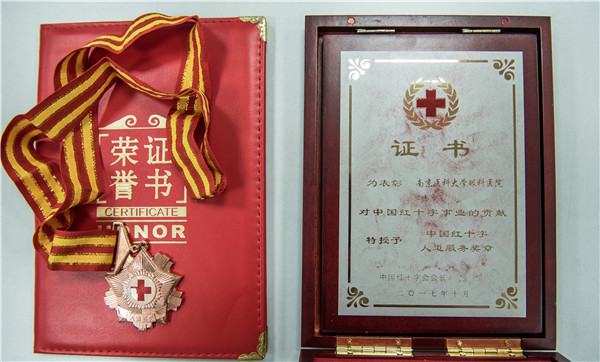 荣誉
证书
CERTIFICATE
HONOR
证书
为表彰 南京医科大学眼科医院
对中国红十字事业的贡献
特授予 中国红十字
人道服务奖章
中国红十字会会长
二〇一七年十月